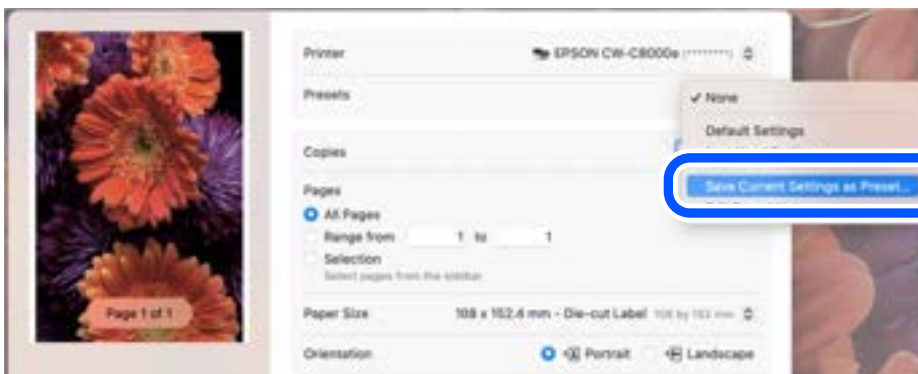 Printer EPSON CW-C8000e
Presets
✓ None
Default Settings
Copies
Save Current Settings as Preset...
Pages
All Pages
Range from 1 to 1
Selection
Select pages from the sidebar
Page 1 of 1
Paper Size 108 x 152.4 mm - Die-cut Label 108 by 152 mm
Orientation Portrait Landscape